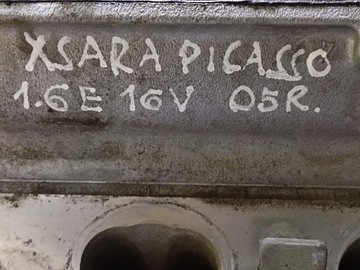 XSARA PICASSO
1.6E 16V 05R.